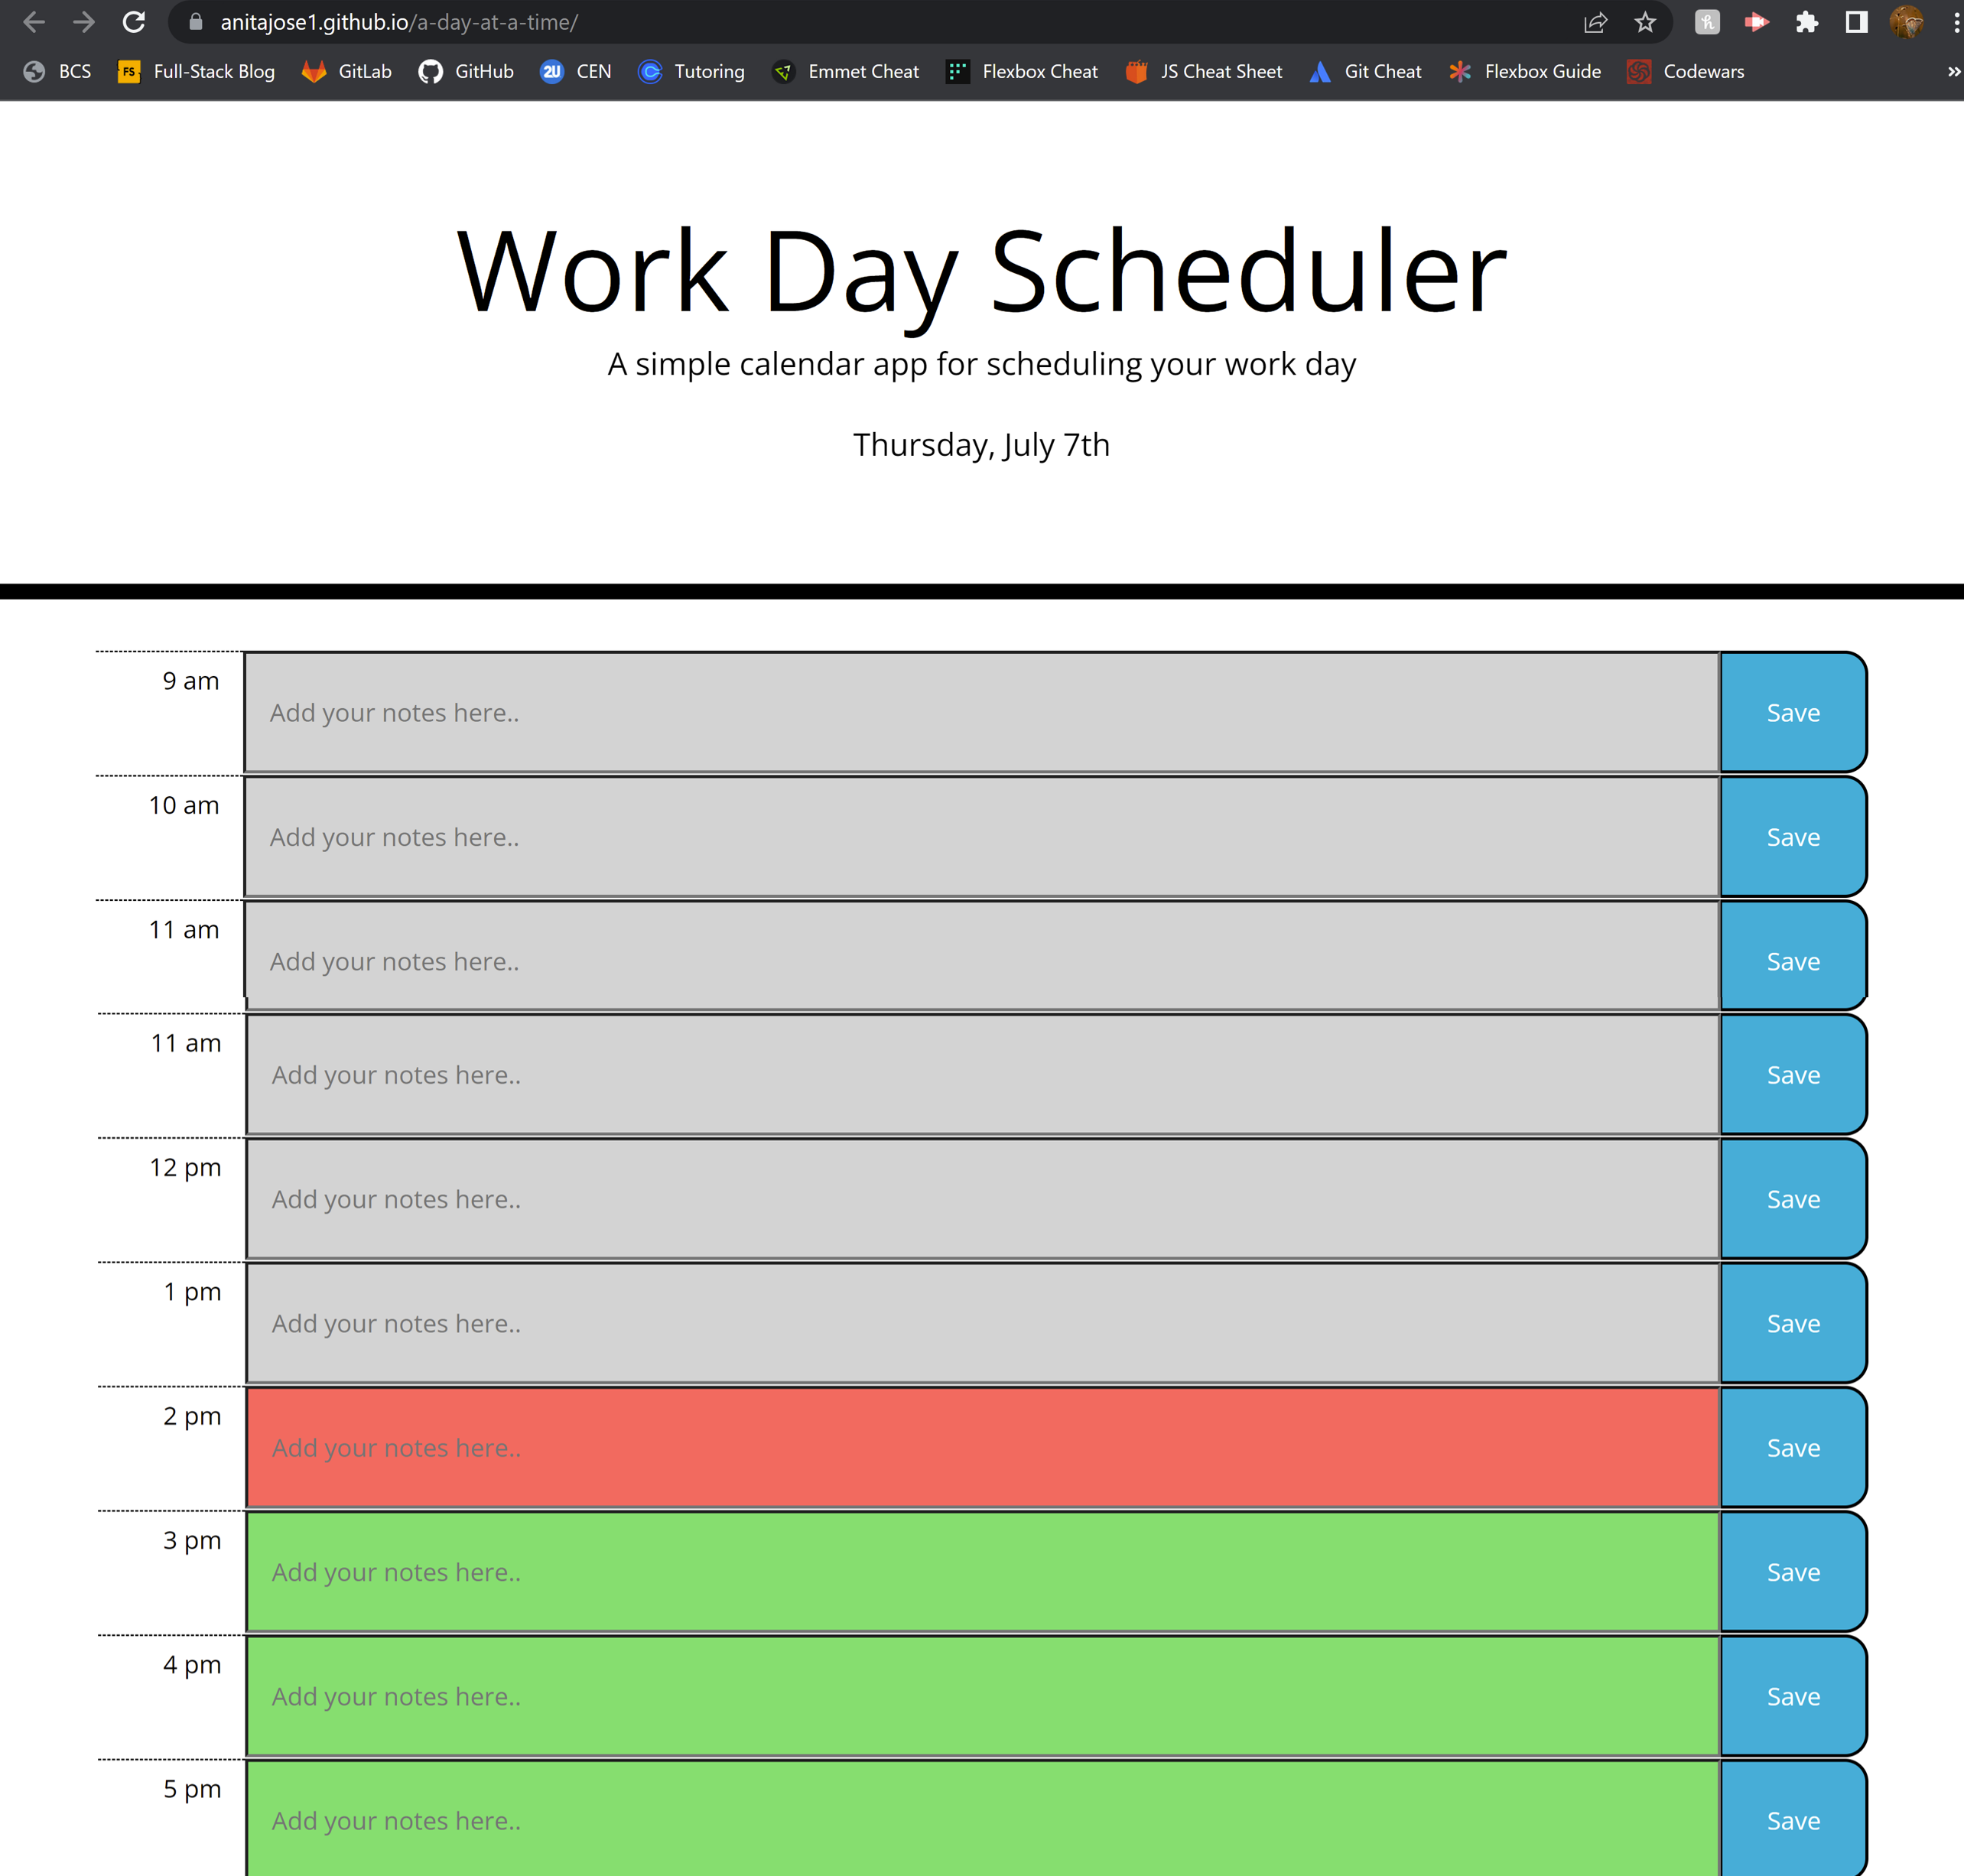 anitajose1.github.io/a-day-at-a-time/
BCS FS Full-Stack Blog GitLab GitHub 2U CEN Tutoring Emmet Cheat Flexbox Cheat JS Cheat Sheet Git Cheat Flexbox Guide Codewars »
Work Day Scheduler
A simple calendar app for scheduling your work day
Thursday, July 7th
9 am Add your notes here.. Save
10 am Add your notes here.. Save
11 am Add your notes here.. Save
11 am Add your notes here.. Save
12 pm Add your notes here.. Save
1 pm Add your notes here.. Save
2 pm Add your notes here.. Save
3 pm Add your notes here.. Save
4 pm Add your notes here.. Save
5 pm Add your notes here.. Save